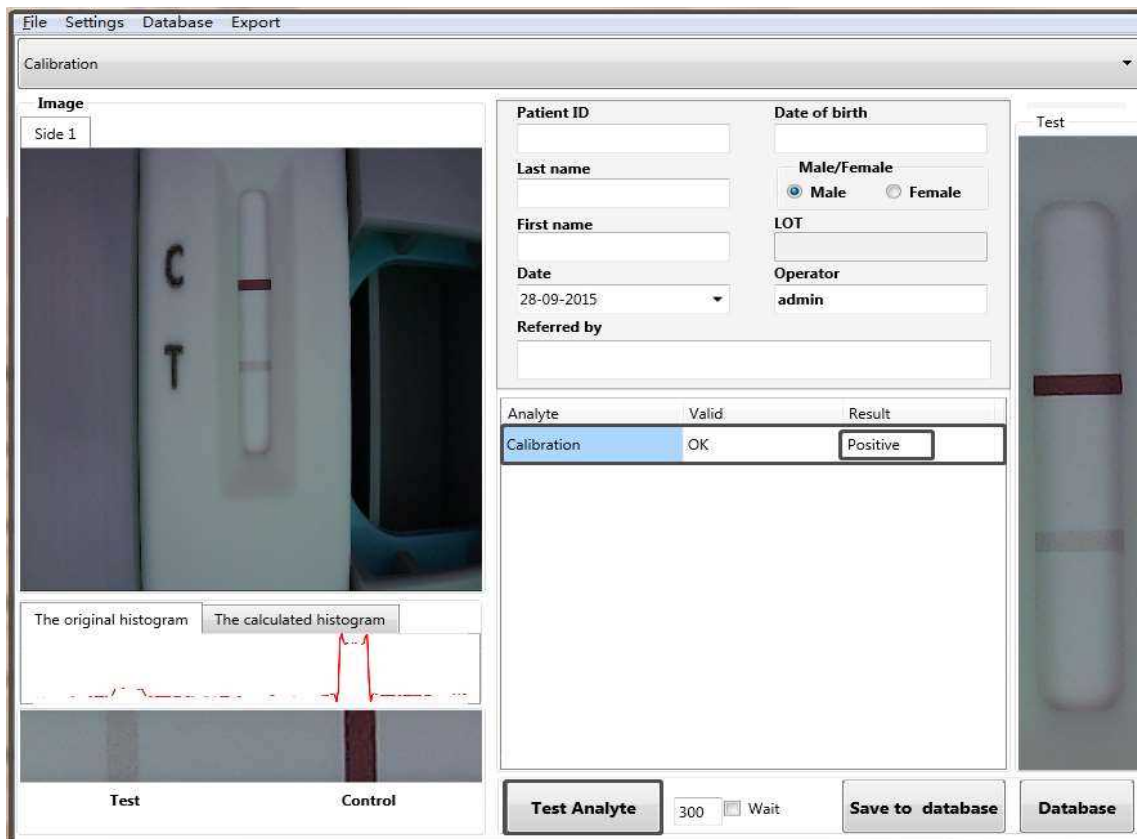 File Settings Database Export
Calibration
Image
Side 1
C
T
The original histogram The calculated histogram
Test Control
Patient ID Date of birth
Last name Male/Female
Male Female
First name LOT
Date Operator
28-09-2015 admin
Referred by
Analyte Valid Result
Calibration OK Positive
Test Analyte 300 Wait Save to database Database
Test